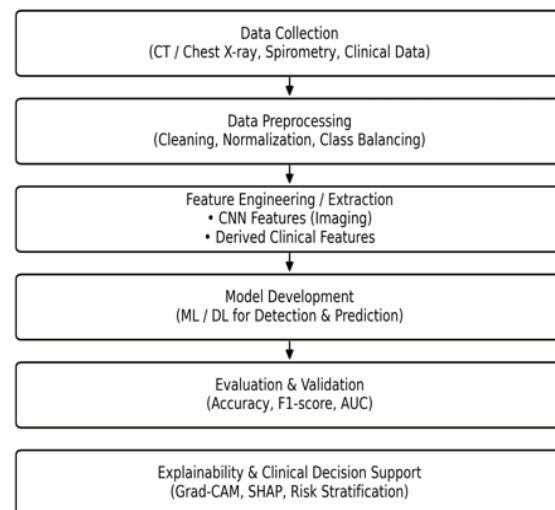 Data Collection
(CT / Chest X-ray, Spirometry, Clinical Data)
Data Preprocessing
(Cleaning, Normalization, Class Balancing)
Feature Engineering / Extraction
• CNN Features (Imaging)
• Derived Clinical Features
Model Development
(ML / DL for Detection & Prediction)
Evaluation & Validation
(Accuracy, F1-score, AUC)
Explainability & Clinical Decision Support
(Grad-CAM, SHAP, Risk Stratification)